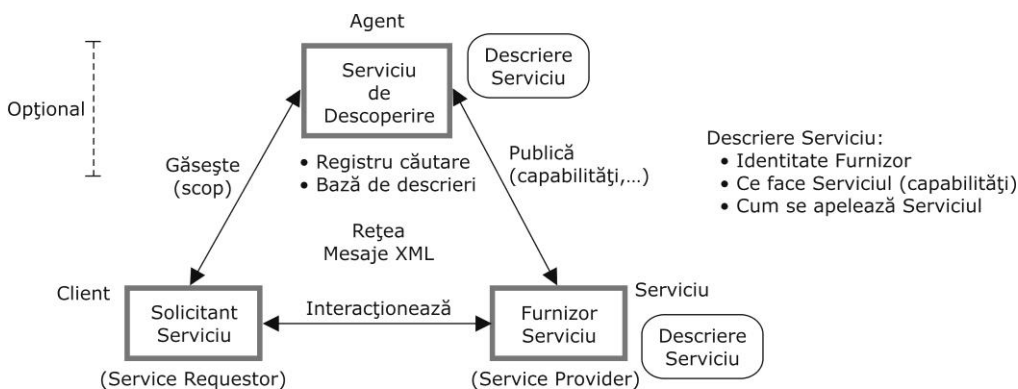 Agent
Opţional
Serviciu
de
Descoperire
Descriere
Serviciu
Găseşte
(scop)
• Registru căutare
• Bază de descrieri
Publică
(capabilităţi,...)
Descriere Serviciu:
• Identitate Furnizor
• Ce face Serviciul (capabilităţi)
• Cum se apelează Serviciul
Reţea
Mesaje XML
Client
Solicitant
Serviciu
(Service Requestor)
Interacţionează
Serviciu
Furnizor
Serviciu
(Service Provider)
Descriere
Serviciu